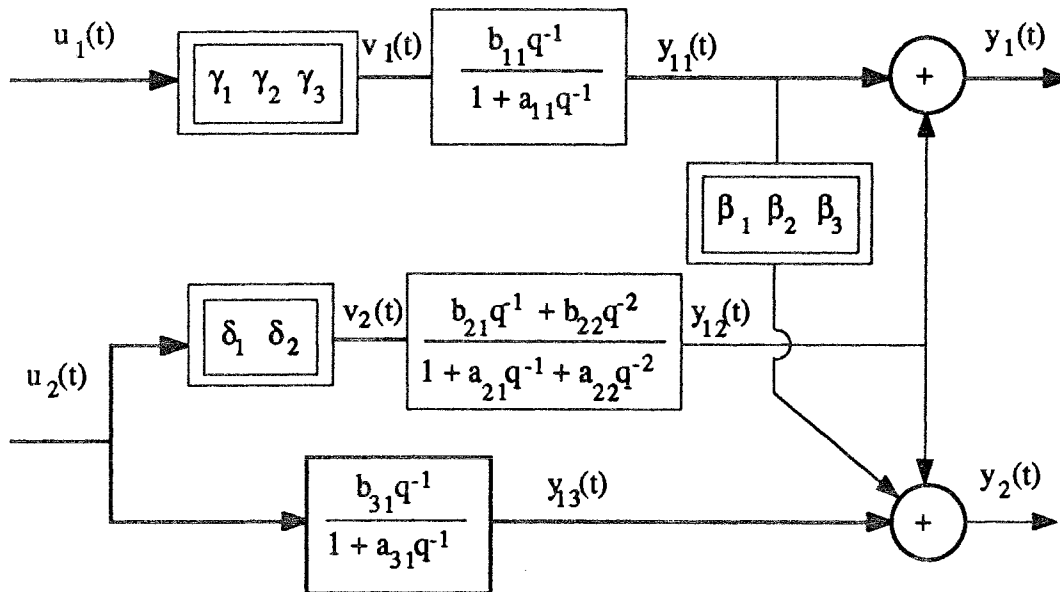 u₁(t)
γ₁ γ₂ γ₃
v₁(t)
b₁₁q⁻¹
1 + a₁₁q⁻¹
y₁₁(t)
+
y₁(t)
β₁ β₂ β₃
u₂(t)
δ₁ δ₂
v₂(t)
b₂₁q⁻¹ + b₂₂q⁻²
1 + a₂₁q⁻¹ + a₂₂q⁻²
y₁₂(t)
b₃₁q⁻¹
1 + a₃₁q⁻¹
y₁₃(t)
+
y₂(t)